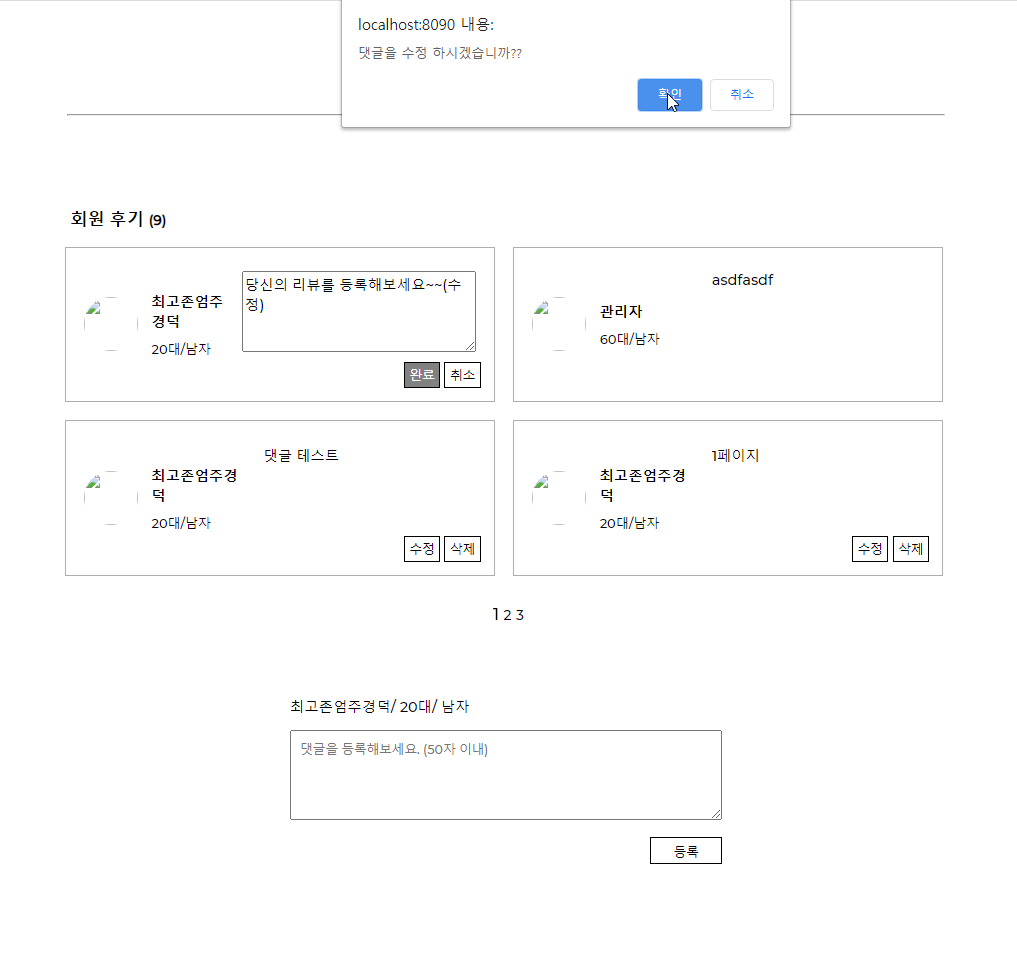 localhost:8090 내용:
댓글을 수정 하시겠습니까??
확인 취소
회원 후기 (9)
최고존엄주
경덕
20대/남자
당신의 리뷰를 등록해보세요~~(수
정)
완료 취소
asdfasdf
관리자
60대/남자
댓글 테스트
최고존엄주경
덕
20대/남자
수정 삭제
1페이지
최고존엄주경
덕
20대/남자
수정 삭제
1 2 3
최고존엄주경덕/ 20대/ 남자
댓글을 등록해보세요. (50자 이내)
등록